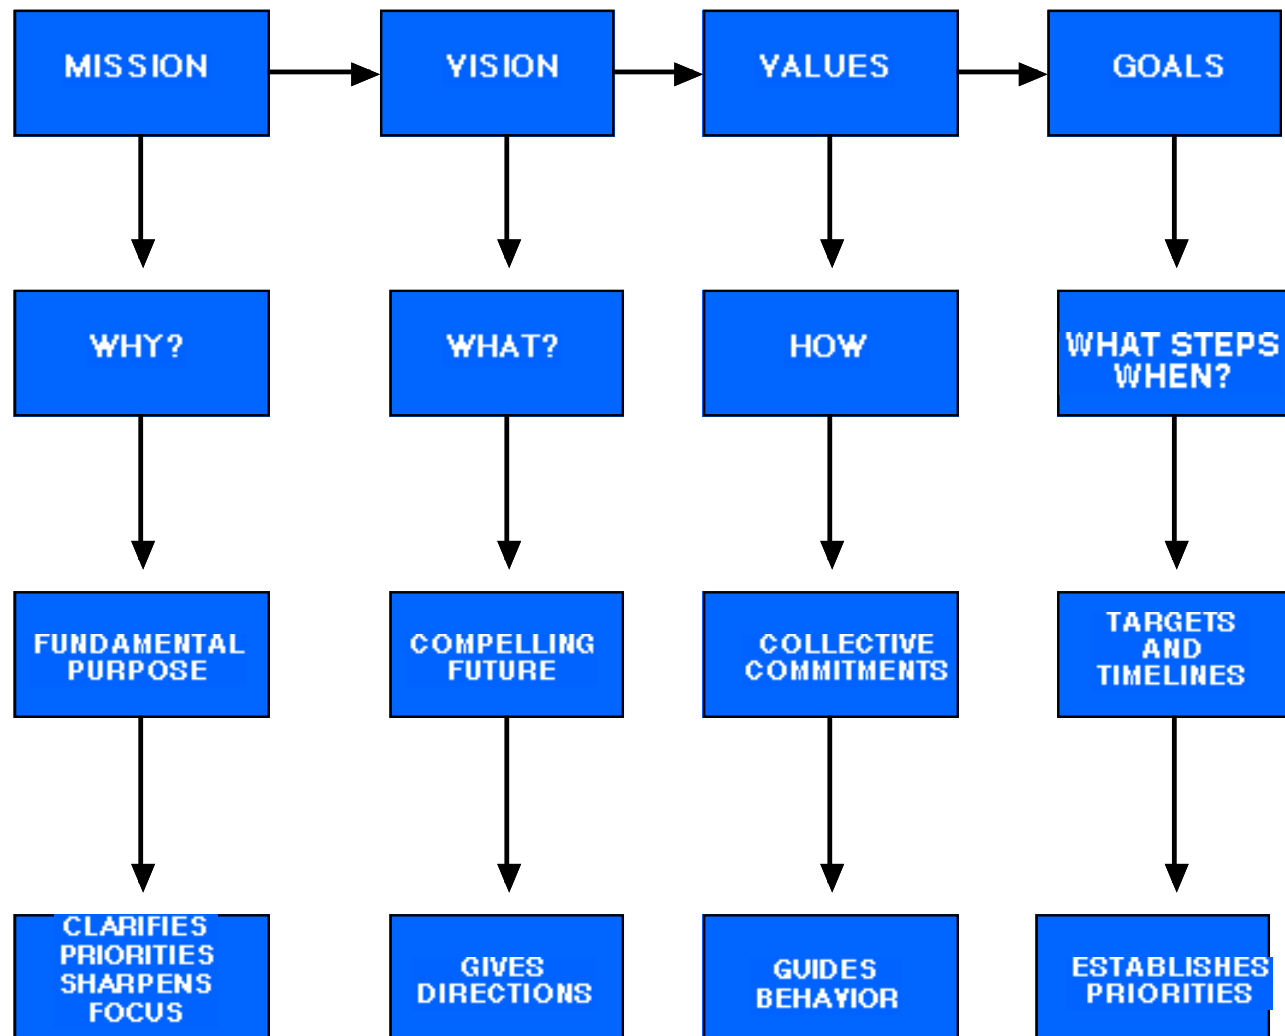 MISSION
VISION
VALUES
GOALS
WHY?
WHAT?
HOW
WHAT STEPS
WHEN?
FUNDAMENTAL
PURPOSE
COMPELLING
FUTURE
COLLECTIVE
COMMITMENTS
TARGETS
AND
TIMELINES
CLARIFIES
PRIORITIES
SHARPENS
FOCUS
GIVES
DIRECTIONS
GUIDES
BEHAVIOR
ESTABLISHES
PRIORITIES